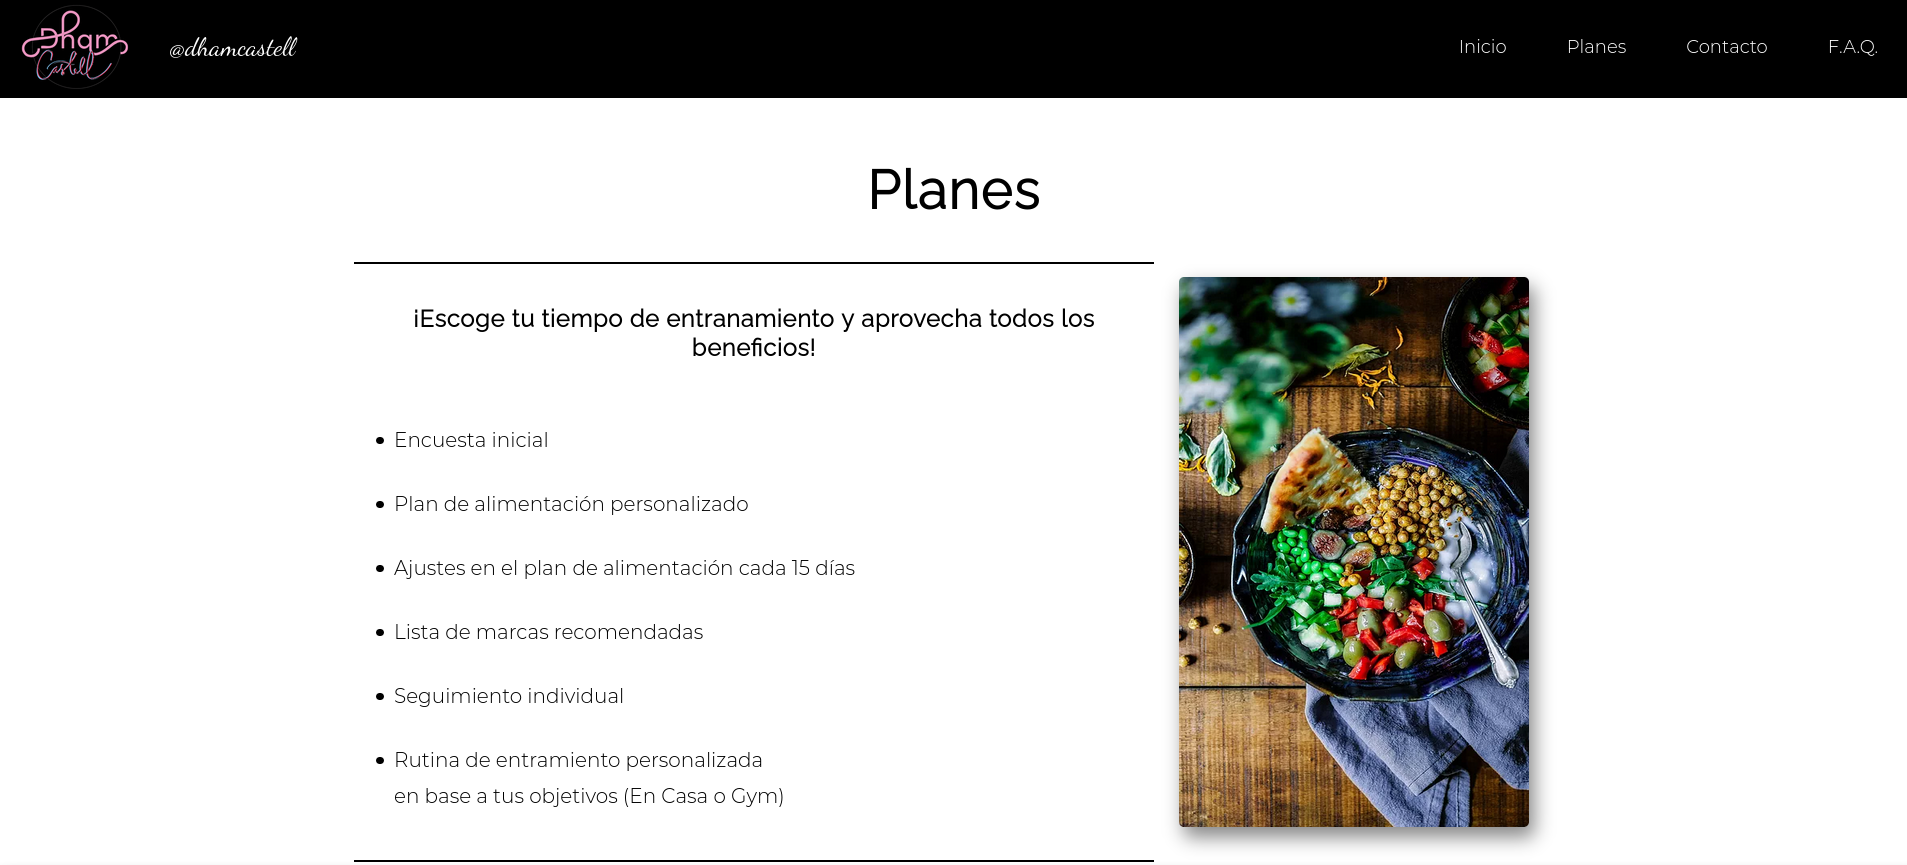 Dham
Castell
@dhamcastell
Inicio Planes Contacto F.A.Q.
Planes
¡Escoge tu tiempo de entranamiento y aprovecha todos los
beneficios!
• Encuesta inicial
• Plan de alimentación personalizado
• Ajustes en el plan de alimentación cada 15 días
• Lista de marcas recomendadas
• Seguimiento individual
• Rutina de entramiento personalizada
en base a tus objetivos (En Casa o Gym)